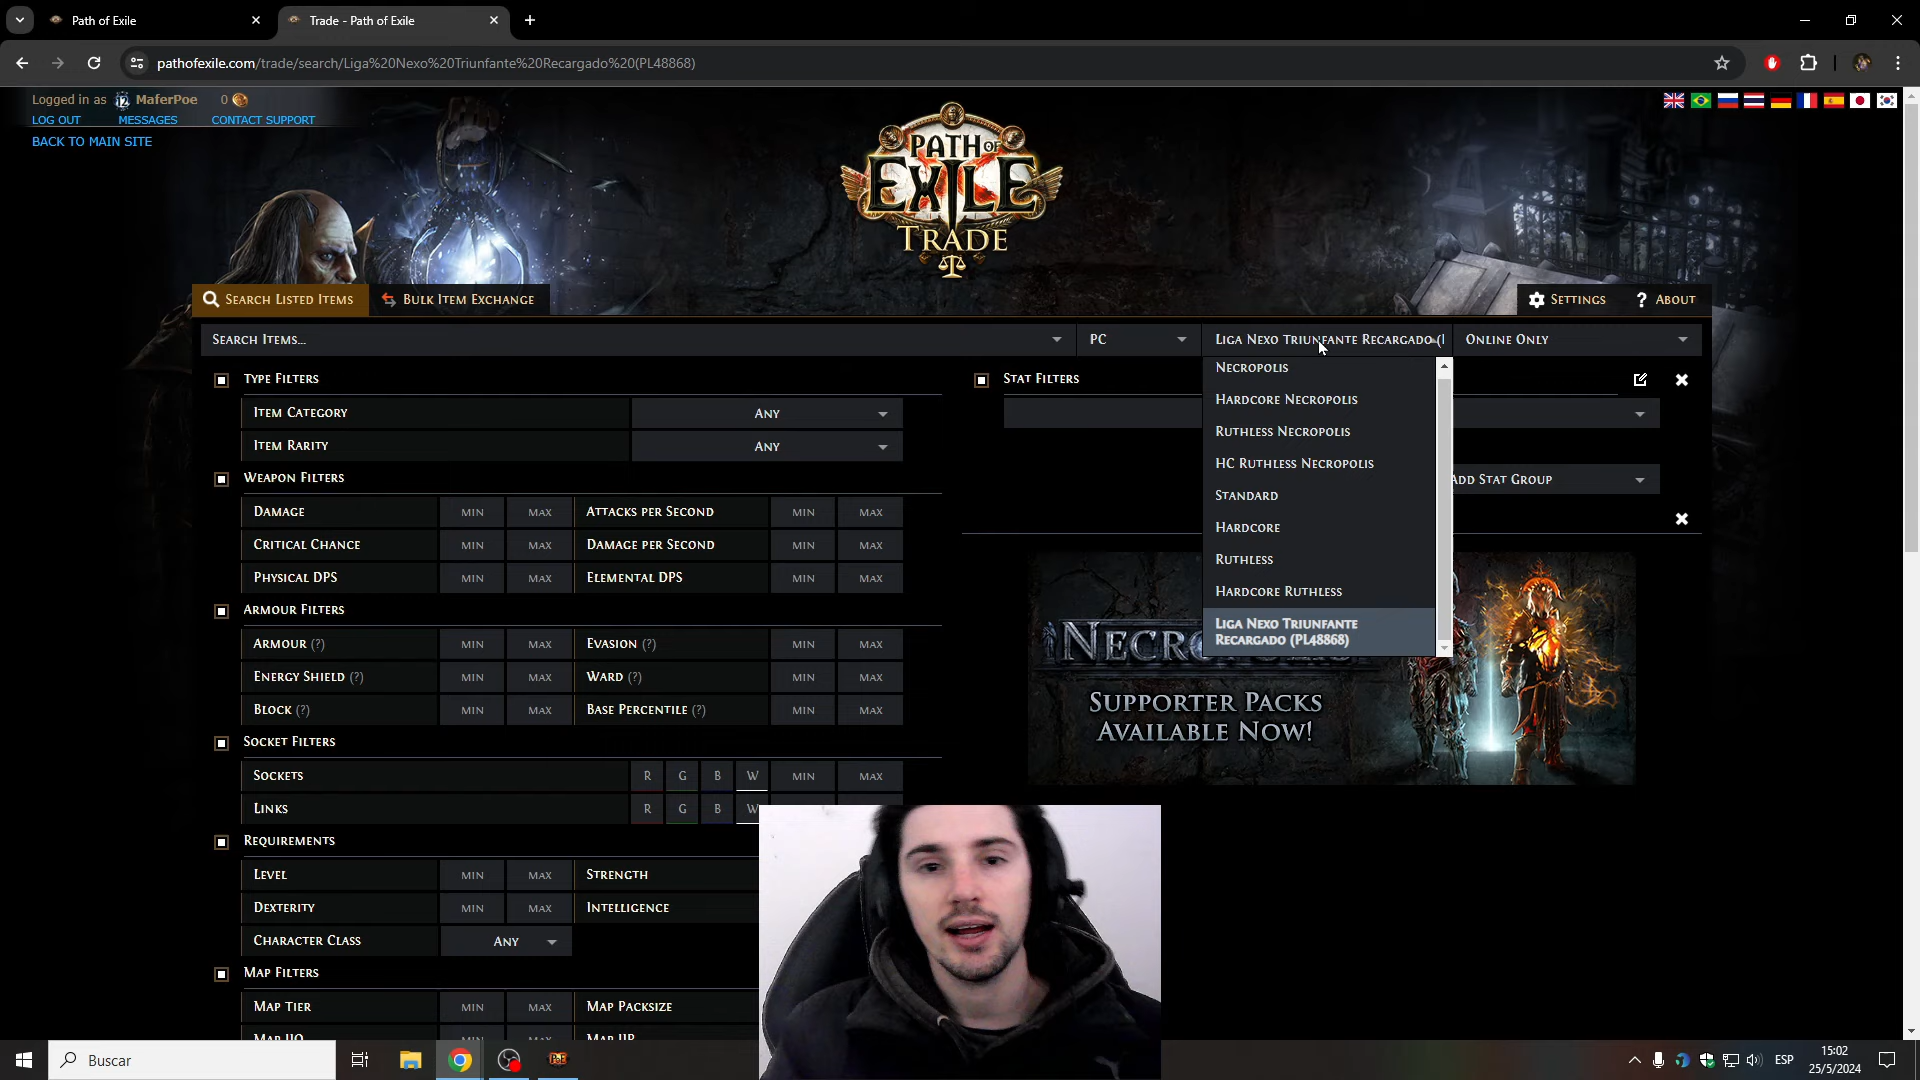 Path of Exile
Trade - Path of Exile
pathofexile.com/trade/search/Liga%20Nexo%20Triunfante%20Recargado%20(PL48868)
Logged in as 12 MaferPoe 0
LOG OUT MESSAGES CONTACT SUPPORT
BACK TO MAIN SITE
PATH OF
EXILE
TRADE
Search Listed Items
Bulk Item Exchange
Settings
? About
Search Items...
PC
Liga Nexo Triunfante Recargado (
Online Only
Type Filters
Item Category Any
Item Rarity Any
Weapon Filters
Damage MIN MAX Attacks per Second MIN MAX
Critical Chance MIN MAX Damage per Second MIN MAX
Physical DPS MIN MAX Elemental DPS MIN MAX
Armour Filters
Armour (?) MIN MAX Evasion (?) MIN MAX
Energy Shield (?) MIN MAX Ward (?) MIN MAX
Block (?) MIN MAX Base Percentile (?) MIN MAX
Socket Filters
Sockets R G B W MIN MAX
Links R G B W
Requirements
Level MIN MAX Strength
Dexterity MIN MAX Intelligence
Character Class Any
Map Filters
Map Tier MIN MAX Map Packsize
Map IIQ Map IIR
Stat Filters
Necropolis
Hardcore Necropolis
Ruthless Necropolis
HC Ruthless Necropolis
Standard
Hardcore
Ruthless
Hardcore Ruthless
Liga Nexo Triunfante
Recargado (PL48868)
Add Stat Group
Necro
Supporter Packs
Available Now!
Buscar
PoE
ESP
15:02
25/5/2024